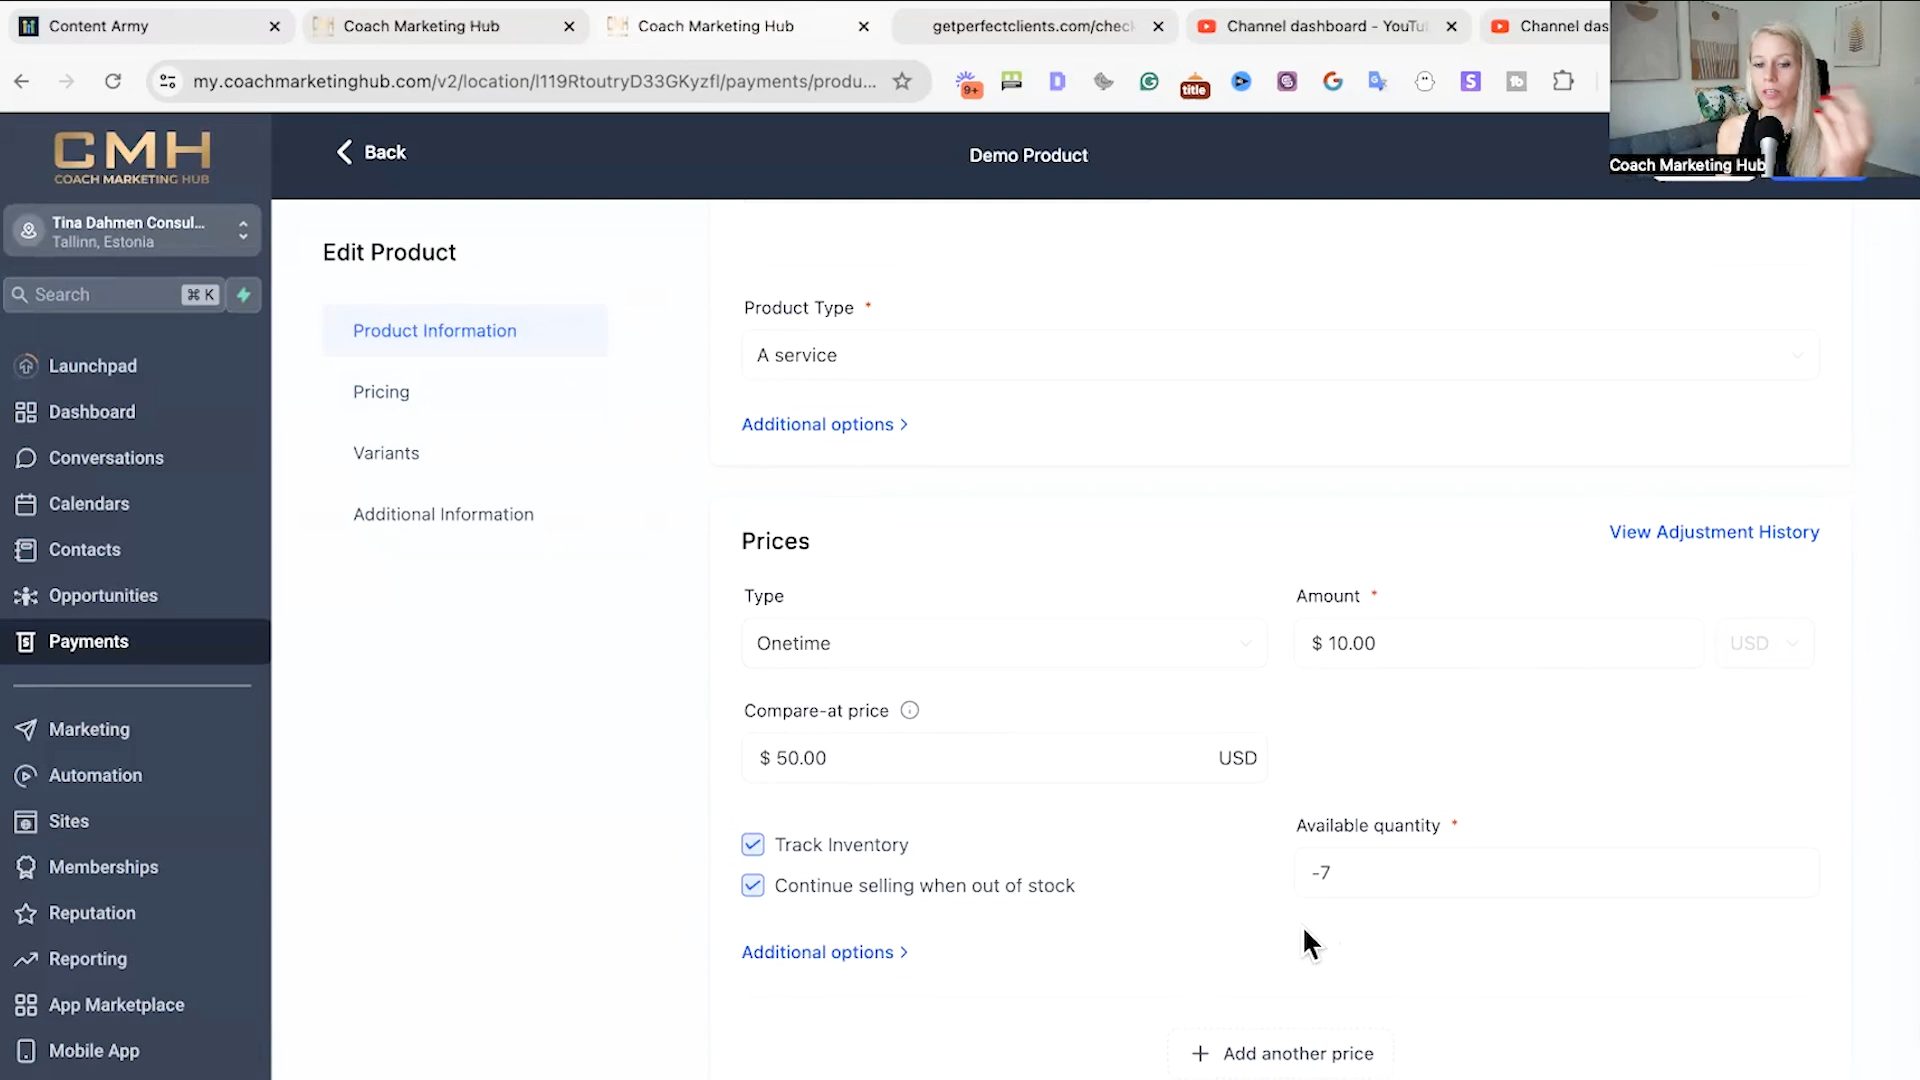 Content Army
Coach Marketing Hub
Coach Marketing Hub
getperfectclients.com/check
Channel dashboard - YouTu
Channel das
my.coachmarketinghub.com/v2/location/l119RtoutryD33GKyzfl/payments/produ...
9+
title
Coach Marketing Hub
CMH
COACH MARKETING HUB
Back
Demo Product
Tina Dahmen Consul...
Tallinn, Estonia
Search
⌘ K
Launchpad
Dashboard
Conversations
Calendars
Contacts
Opportunities
Payments
Marketing
Automation
Sites
Memberships
Reputation
Reporting
App Marketplace
Mobile App
Edit Product
Product Information
Pricing
Variants
Additional Information
Product Type *
A service
Additional options >
Prices
View Adjustment History
Type
Amount *
Onetime
$ 10.00
USD
Compare-at price
$ 50.00
USD
Track Inventory
Available quantity *
-7
Continue selling when out of stock
Additional options >
+ Add another price